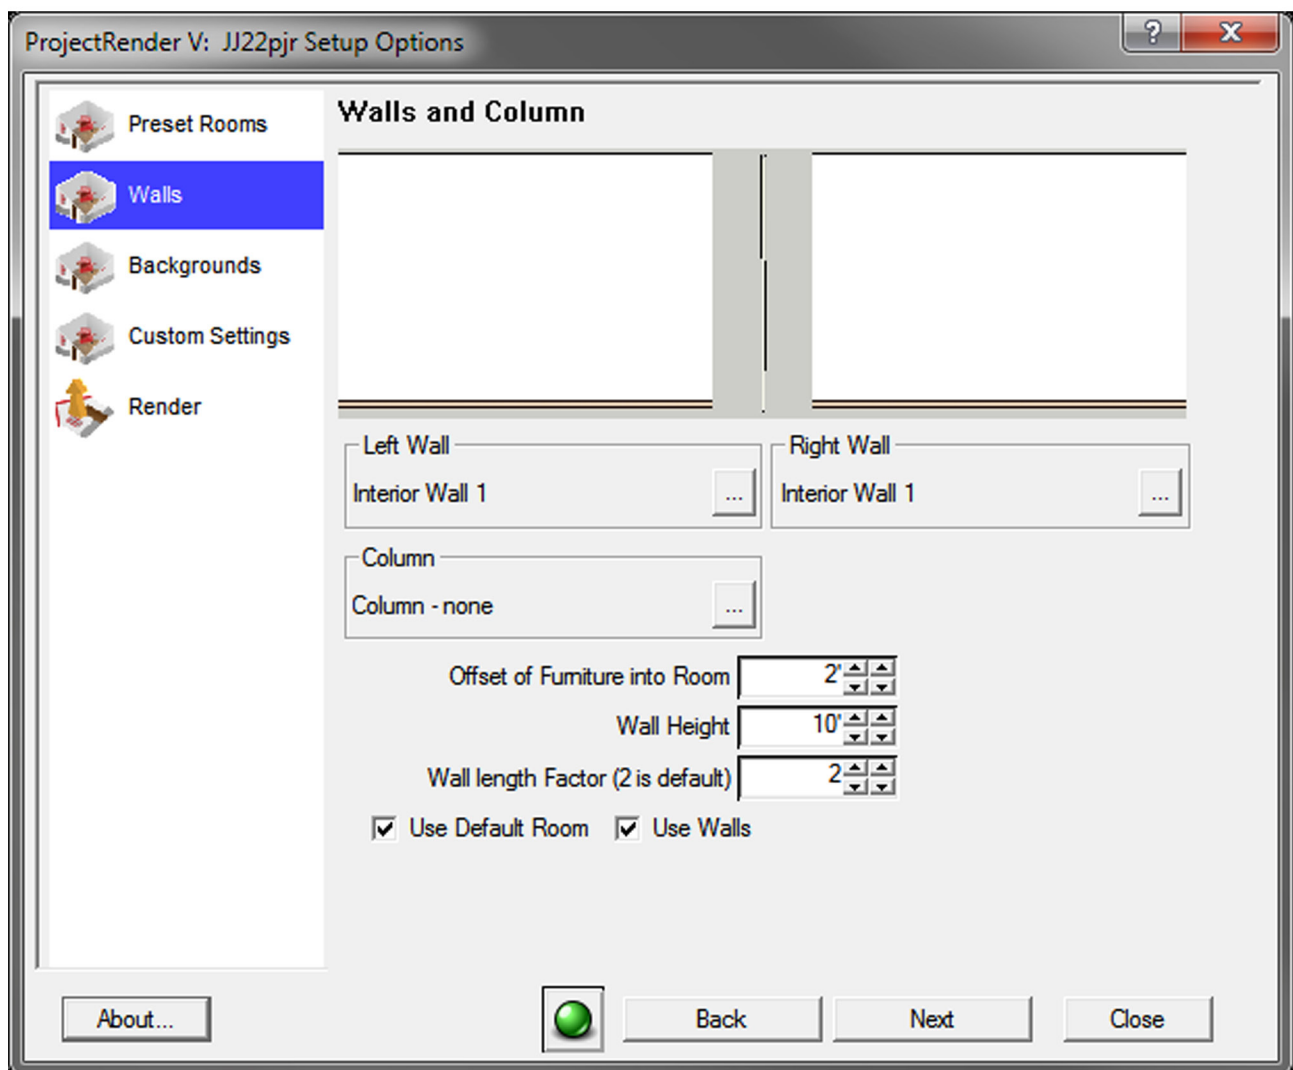 ProjectRender V: JJ22pjr Setup Options
?
X
Preset Rooms
Walls
Backgrounds
Custom Settings
Render
Walls and Column
Left Wall
Interior Wall 1
...
Right Wall
Interior Wall 1
...
Column
Column - none
...
Offset of Furniture into Room 2'
Wall Height 10'
Wall length Factor (2 is default) 2
Use Default Room Use Walls
About... Back Next Close